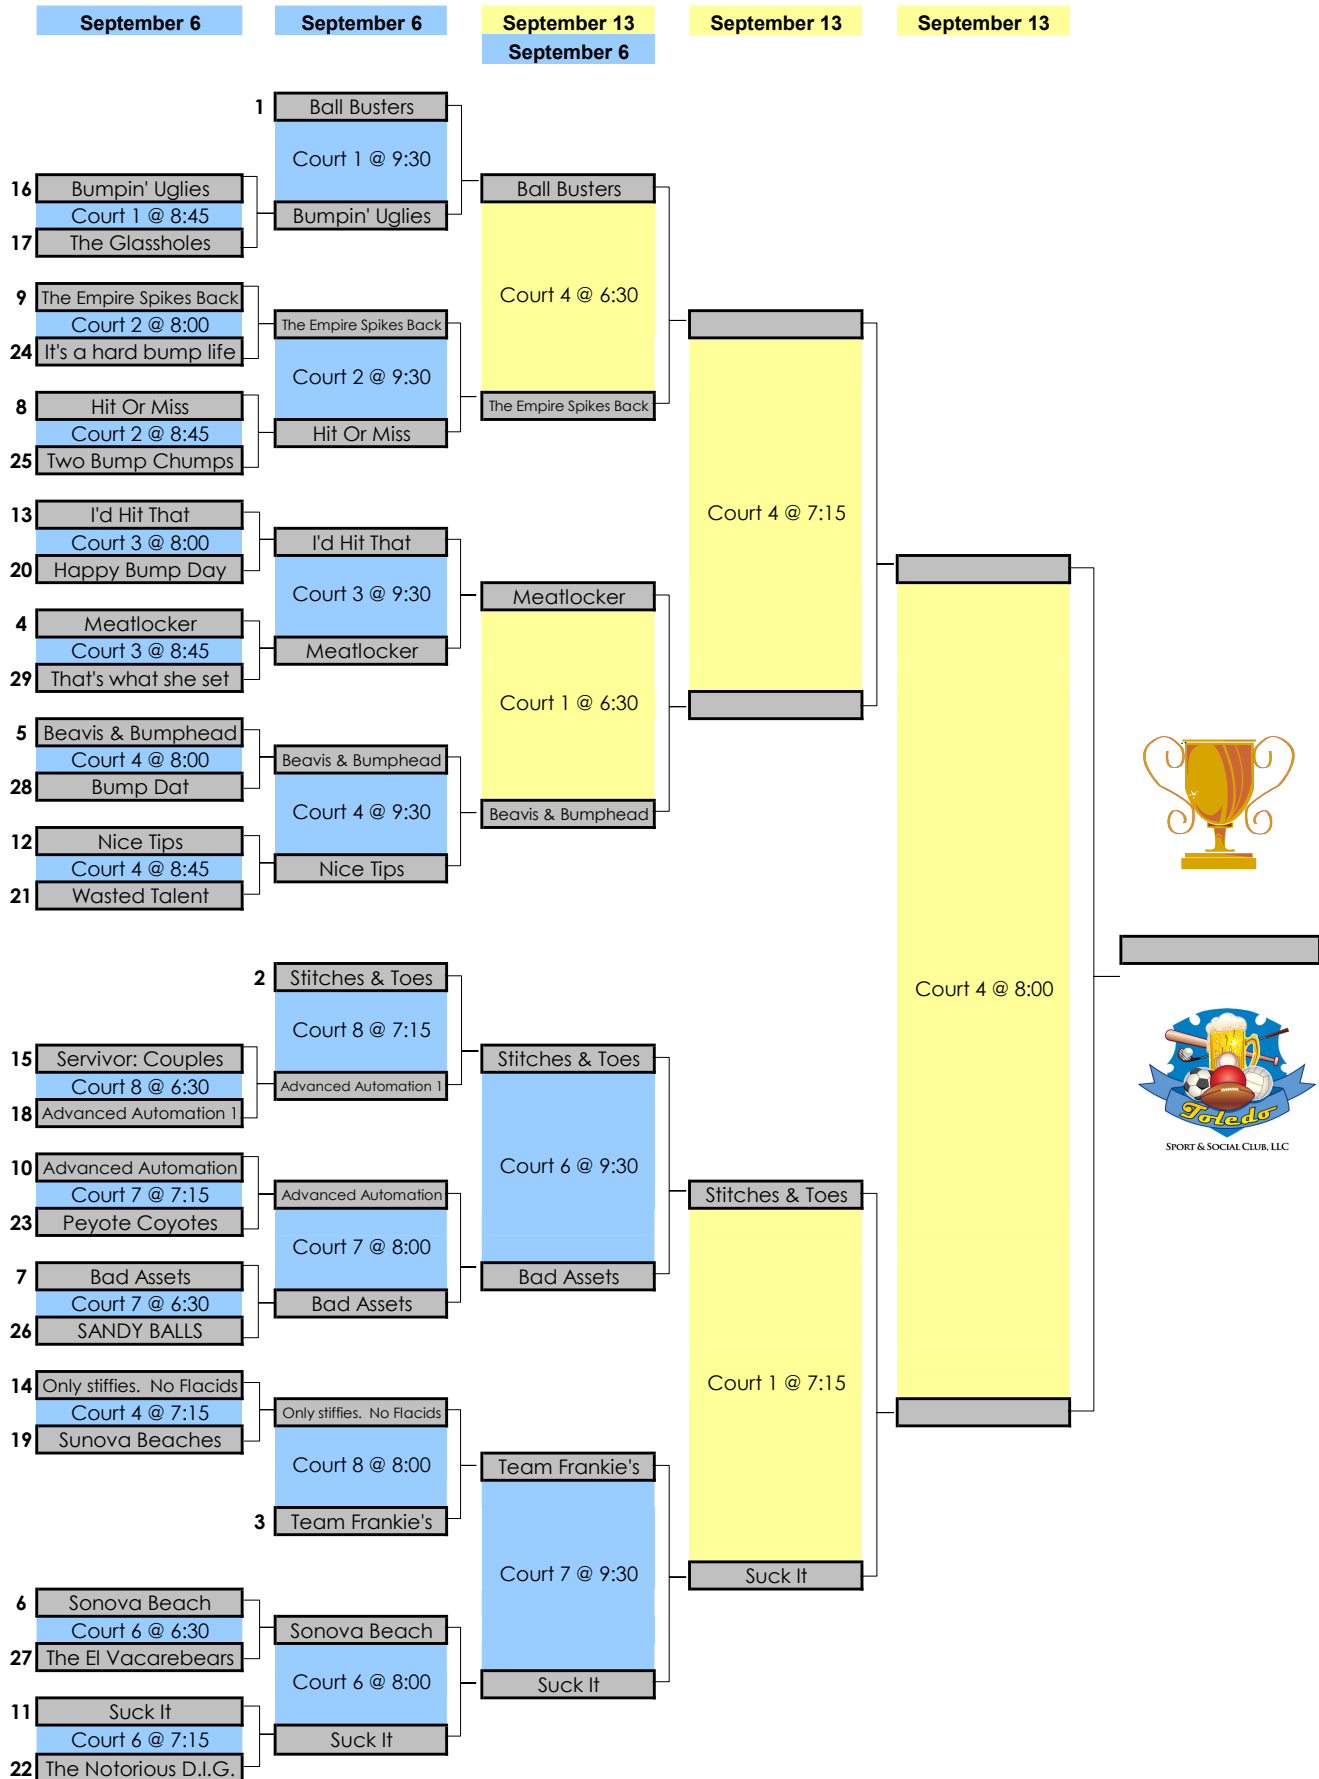 September 6
September 6
September 13
September 13
September 13
September 6
1 Ball Busters
Court 1 @ 9:30
16 Bumpin' Uglies
Ball Busters
Court 1 @ 8:45
Bumpin' Uglies
17 The Glassholes
9 The Empire Spikes Back
Court 4 @ 6:30
Court 2 @ 8:00
The Empire Spikes Back
24 It's a hard bump life
Court 2 @ 9:30
8 Hit Or Miss
The Empire Spikes Back
Court 2 @ 8:45
Hit Or Miss
25 Two Bump Chumps
13 I'd Hit That
Court 4 @ 7:15
Court 3 @ 8:00
I'd Hit That
20 Happy Bump Day
Court 3 @ 9:30
Meatlocker
4 Meatlocker
Court 3 @ 8:45
Meatlocker
29 That's what she set
Court 1 @ 6:30
5 Beavis & Bumphead
Court 4 @ 8:00
Beavis & Bumphead
28 Bump Dat
Court 4 @ 9:30
Beavis & Bumphead
12 Nice Tips
Court 4 @ 8:45
Nice Tips
21 Wasted Talent
2 Stitches & Toes
Court 4 @ 8:00
Court 8 @ 7:15
15 Servivor: Couples
Stitches & Toes
Court 8 @ 6:30
Advanced Automation 1
18 Advanced Automation 1
Toledo
SPORT & SOCIAL CLUB, LLC
10 Advanced Automation
Court 6 @ 9:30
Court 7 @ 7:15
Advanced Automation
Stitches & Toes
23 Peyote Coyotes
Court 7 @ 8:00
7 Bad Assets
Bad Assets
Court 7 @ 6:30
Bad Assets
26 SANDY BALLS
14 Only stiffies. No Flacids
Court 1 @ 7:15
Court 4 @ 7:15
Only stiffies. No Flacids
19 Sunova Beaches
Court 8 @ 8:00
Team Frankie's
3 Team Frankie's
Court 7 @ 9:30
Suck It
6 Sonova Beach
Court 6 @ 6:30
Sonova Beach
27 The El Vacarebears
Court 6 @ 8:00
Suck It
11 Suck It
Court 6 @ 7:15
Suck It
22 The Notorious D.I.G.